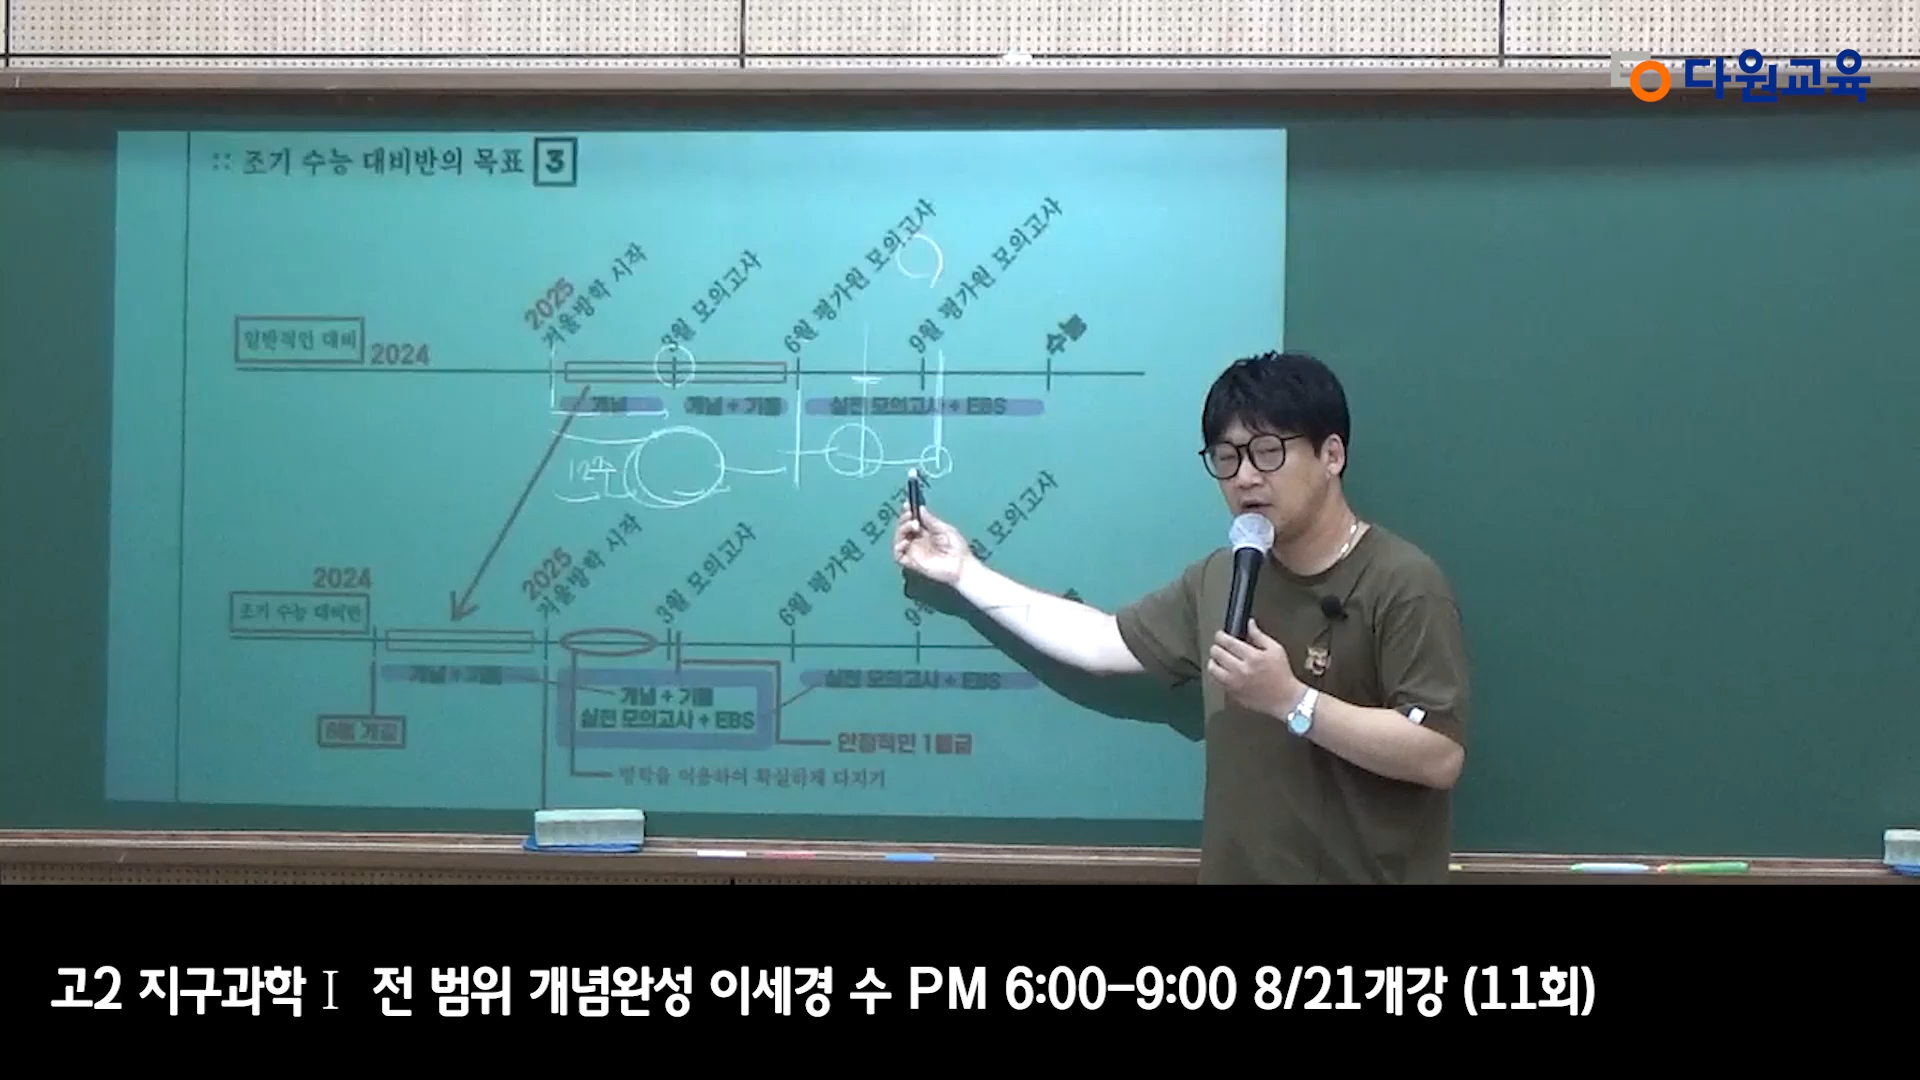 다원교육
:: 조기 수능 대비반의 목표 3
일반적인 대비
2024
2025
겨울방학 시작
3월 모의고사
6월 평가원 모의고사
9월 평가원 모의고사
수능
개념
개념 + 기출
실전 모의고사 + EBS
12주
2024
조기 수능 대비반
2025
겨울방학 시작
3월 모의고사
6월 평가원 모의고사
9월
모의고사
개념 + 기출
개념 + 기출
실전 모의고사 + EBS
실전 모의고사 + EBS
8월 개강
안정적인 1등급
방학을 이용하여 확실하게 다지기
고2 지구과학Ⅰ 전 범위 개념완성 이세경 수 PM 6:00-9:00 8/21개강 (11회)